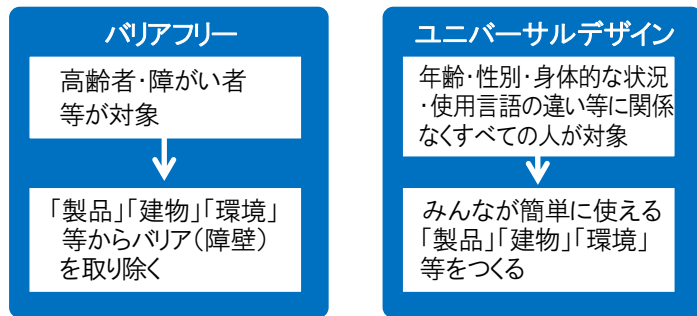 バリアフリー
高齢者・障がい者
等が対象
「製品」「建物」「環境」
等からバリア（障壁）
を取り除く
ユニバーサルデザイン
年齢・性別・身体的な状況
・使用言語の違い等に関係
なくすべての人が対象
みんなが簡単に使える
「製品」「建物」「環境」
等をつくる